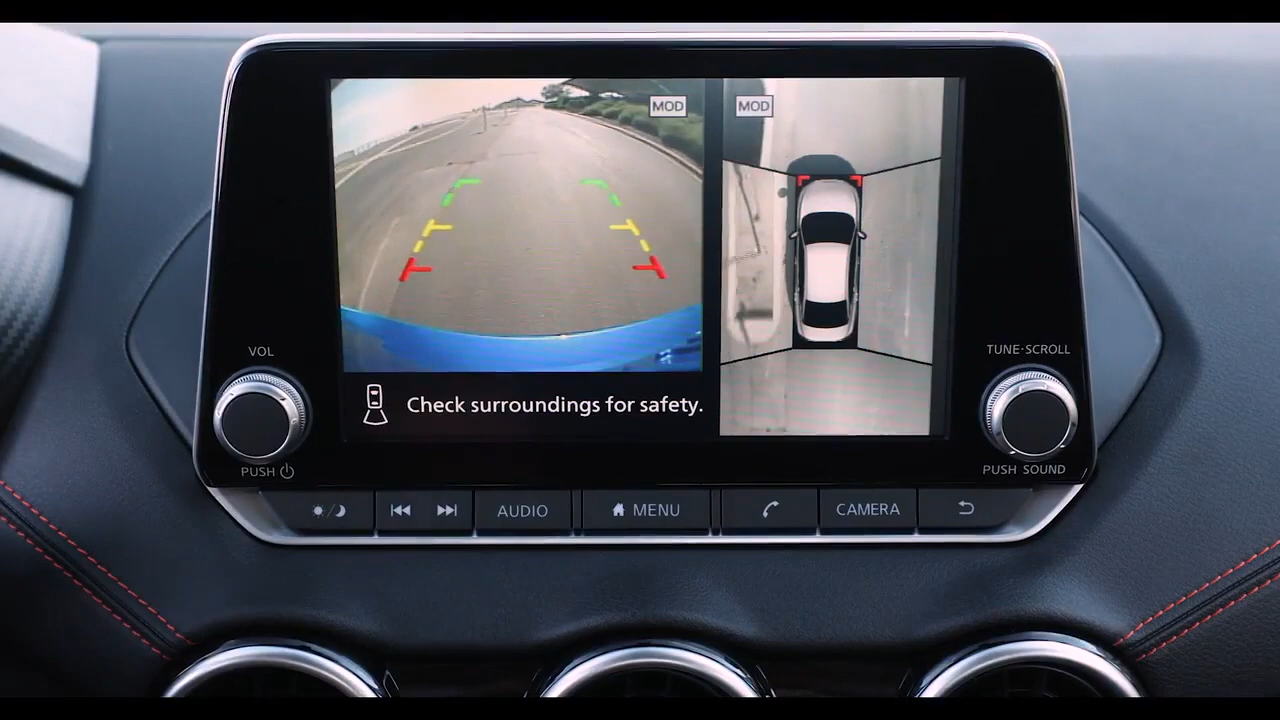 MOD
MOD
VOL
TUNE·SCROLL
Check surroundings for safety.
PUSH
PUSH SOUND
AUDIO
MENU
CAMERA